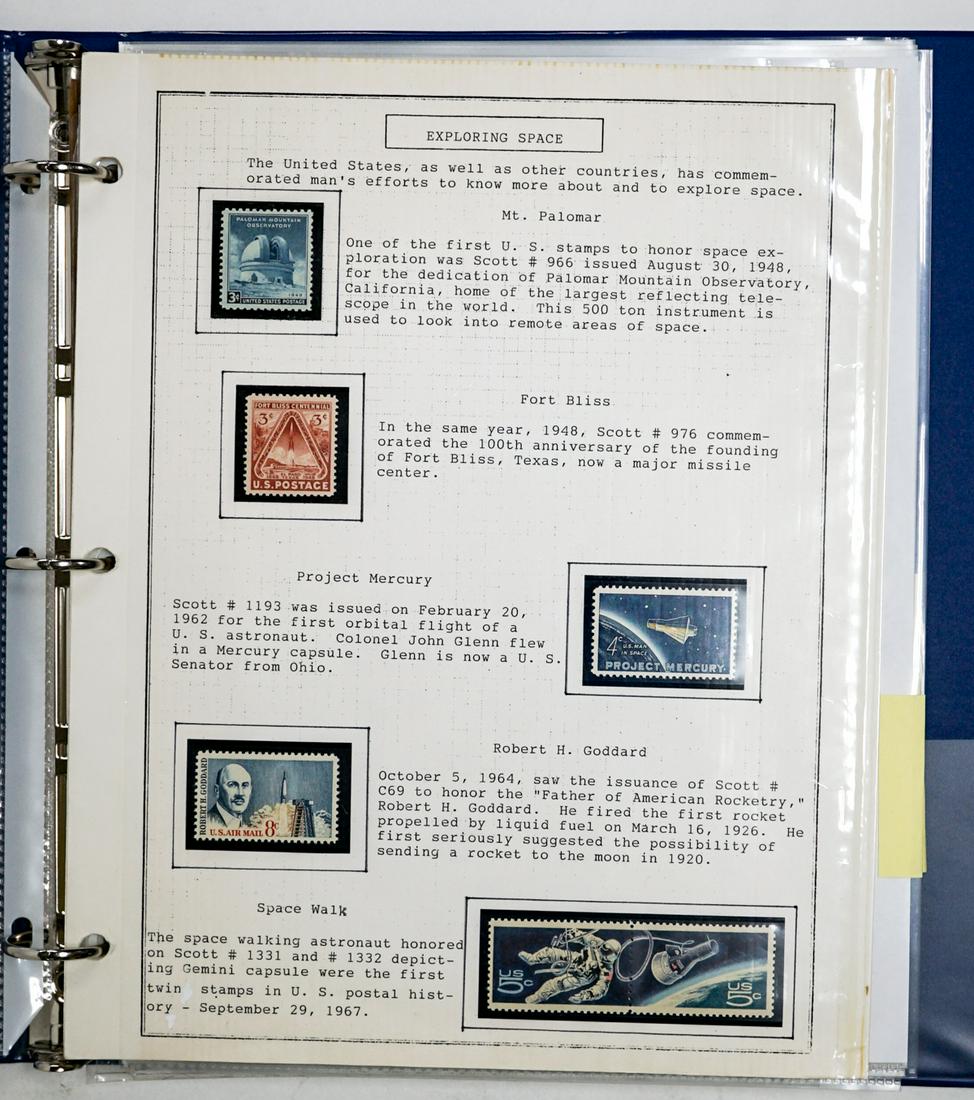 EXPLORING SPACE
The United States, as well as other countries, has commem-
orated man's efforts to know more about and to explore space.
Mt. Palomar
PALOMAR MOUNTAIN
OBSERVATORY
1948
3¢ UNITED STATES POSTAGE
One of the first U. S. stamps to honor space ex-
ploration was Scott # 966 issued August 30, 1948,
for the dedication of Palomar Mountain Observatory,
California, home of the largest reflecting tele-
scope in the world.  This 500 ton instrument is
used to look into remote areas of space.
FORT BLISS CENTENNIAL
3¢ 3¢
U.S. POSTAGE
Fort Bliss
In the same year, 1948, Scott # 976 commem-
orated the 100th anniversary of the founding
of Fort Bliss, Texas, now a major missile
center.
Project Mercury
Scott # 1193 was issued on February 20,
1962 for the first orbital flight of a
U. S. astronaut.  Colonel John Glenn flew
in a Mercury capsule.  Glenn is now a U. S.
Senator from Ohio.
4¢ U.S. MAN
IN SPACE
PROJECT MERCURY
ROBERT H. GODDARD
U.S. AIR MAIL 8¢
Robert H. Goddard
October 5, 1964, saw the issuance of Scott #
C69 to honor the "Father of American Rocketry,"
Robert H. Goddard.  He fired the first rocket
propelled by liquid fuel on March 16, 1926.  He
first seriously suggested the possibility of
sending a rocket to the moon in 1920.
Space Walk
The space walking astronaut honored
on Scott # 1331 and # 1332 depict-
ing Gemini capsule were the first
twin stamps in U. S. postal hist-
ory - September 29, 1967.
US
5c
US
5c